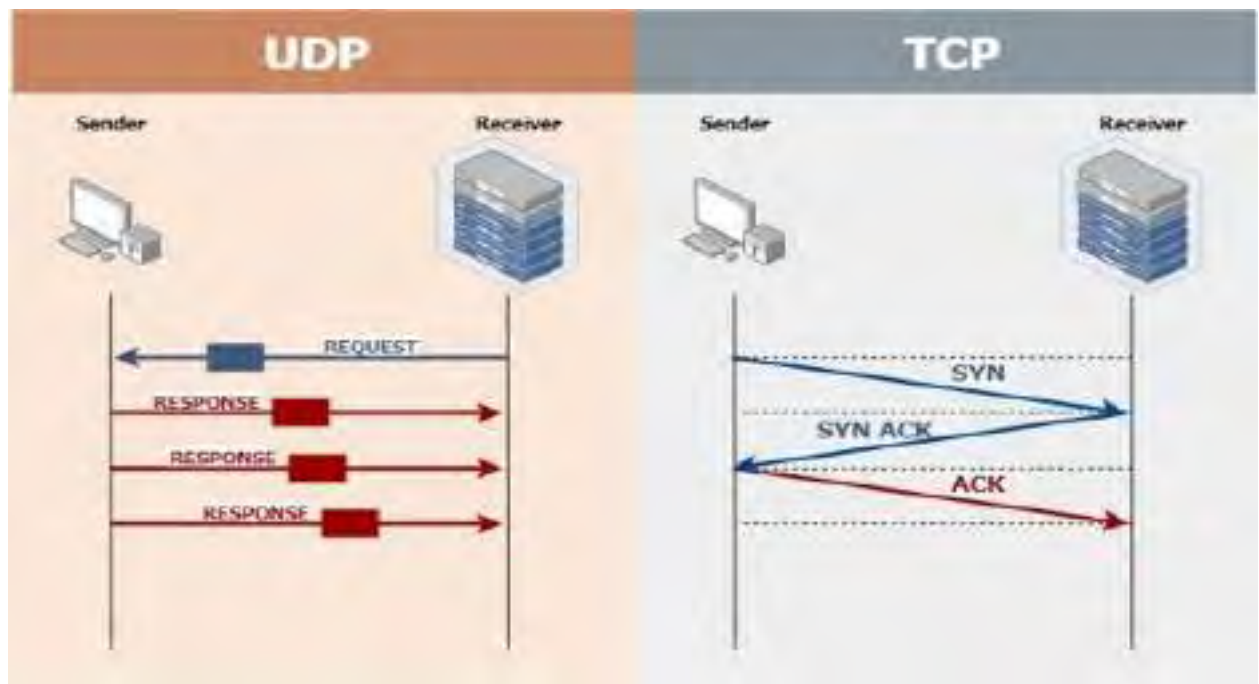 UDP
TCP
Sender
Receiver
Sender
Receiver
REQUEST
RESPONSE
RESPONSE
RESPONSE
SYN
SYN ACK
ACK